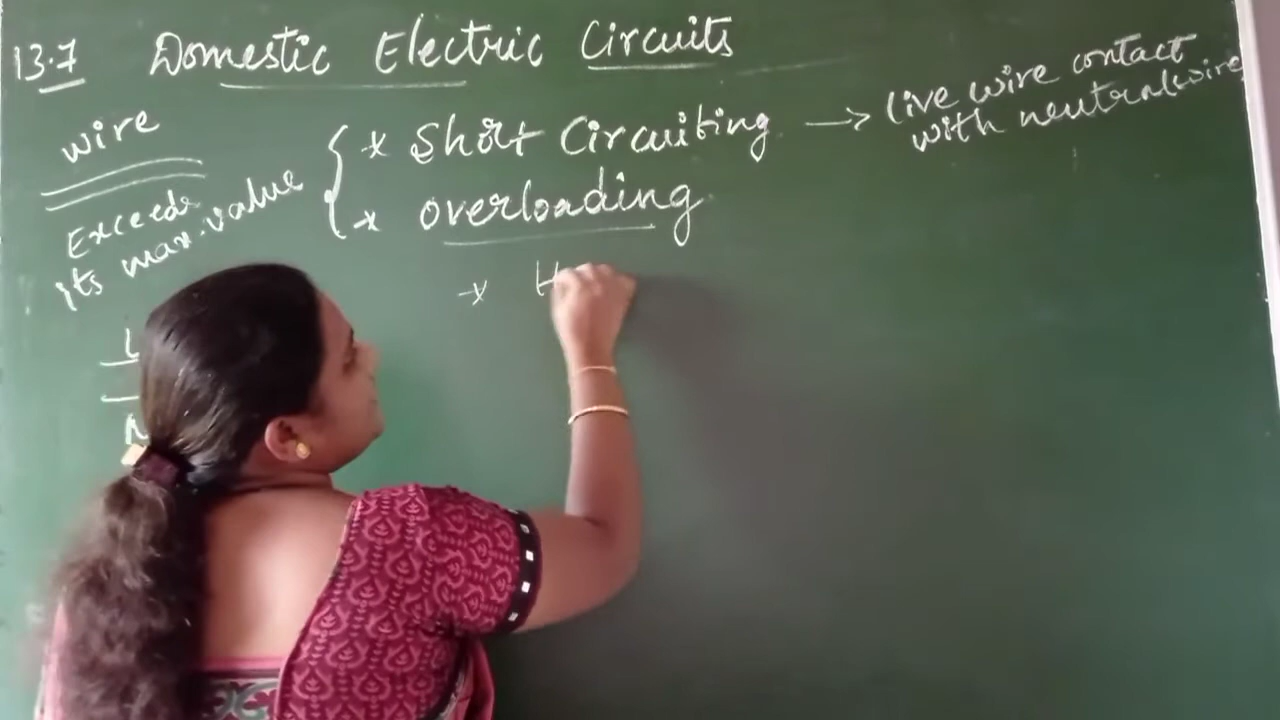 13.7 Domestic Electric Circuits
wire
Exceeds
its max. value
{ * Short Circuiting → live wire contact
with neutral wire
* overloading
* H
L
N